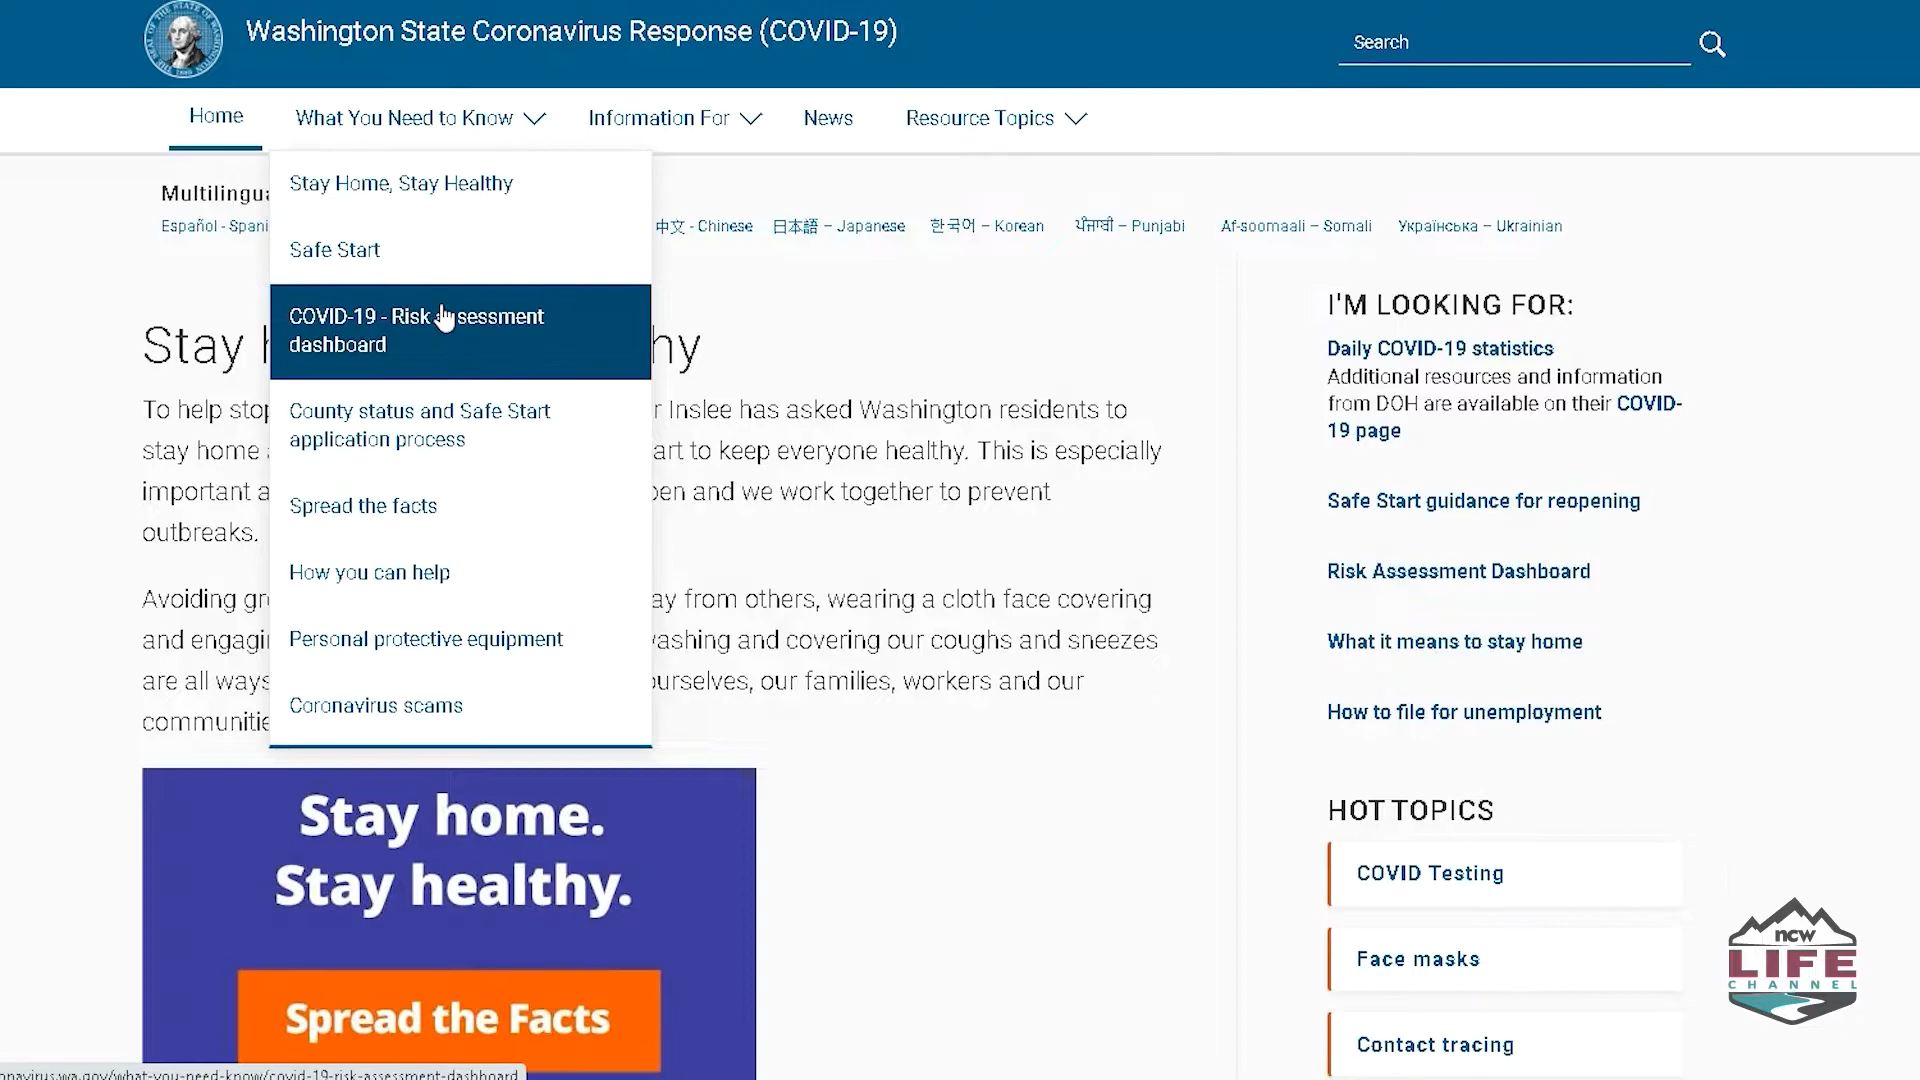 Washington State Coronavirus Response (COVID-19)
Search
Home
What You Need to Know
Information For
News
Resource Topics
Stay Home, Stay Healthy
Safe Start
COVID-19 - Risk assessment
dashboard
County status and Safe Start
application process
Spread the facts
How you can help
Personal protective equipment
Coronavirus scams
Multilingua
Español - Spani
中文 - Chinese
日本語 – Japanese
한국어 – Korean
ਪੰਜਾਬੀ – Punjabi
Af-soomaali – Somali
Українська – Ukrainian
Stay h hy
To help stop r Inslee has asked Washington residents to
stay home art to keep everyone healthy. This is especially
important a pen and we work together to prevent
outbreaks.
Avoiding gr ay from others, wearing a cloth face covering
and engagi washing and covering our coughs and sneezes
are all ways ourselves, our families, workers and our
communitie
Stay home.
Stay healthy.
Spread the Facts
I'M LOOKING FOR:
Daily COVID-19 statistics
Additional resources and information
from DOH are available on their COVID-
19 page
Safe Start guidance for reopening
Risk Assessment Dashboard
What it means to stay home
How to file for unemployment
HOT TOPICS
COVID Testing
Face masks
Contact tracing
ncw
LIFE
CHANNEL
onavirus.wa.gov/what-you-need-know/covid-19-risk-assessment-dashboard